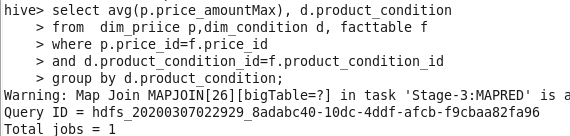 hive> select avg(p.price_amountMax), d.product_condition
> from  dim_priice p,dim_condition d, facttable f
> where p.price_id=f.price_id
> and d.product_condition_id=f.product_condition_id
> group by d.product_condition;
Warning: Map Join MAPJOIN[26][bigTable=?] in task 'Stage-3:MAPRED' is a
Query ID = hdfs_20200307022929_8adabc40-10dc-4ddf-afcb-f9cbaa82fa96
Total jobs = 1